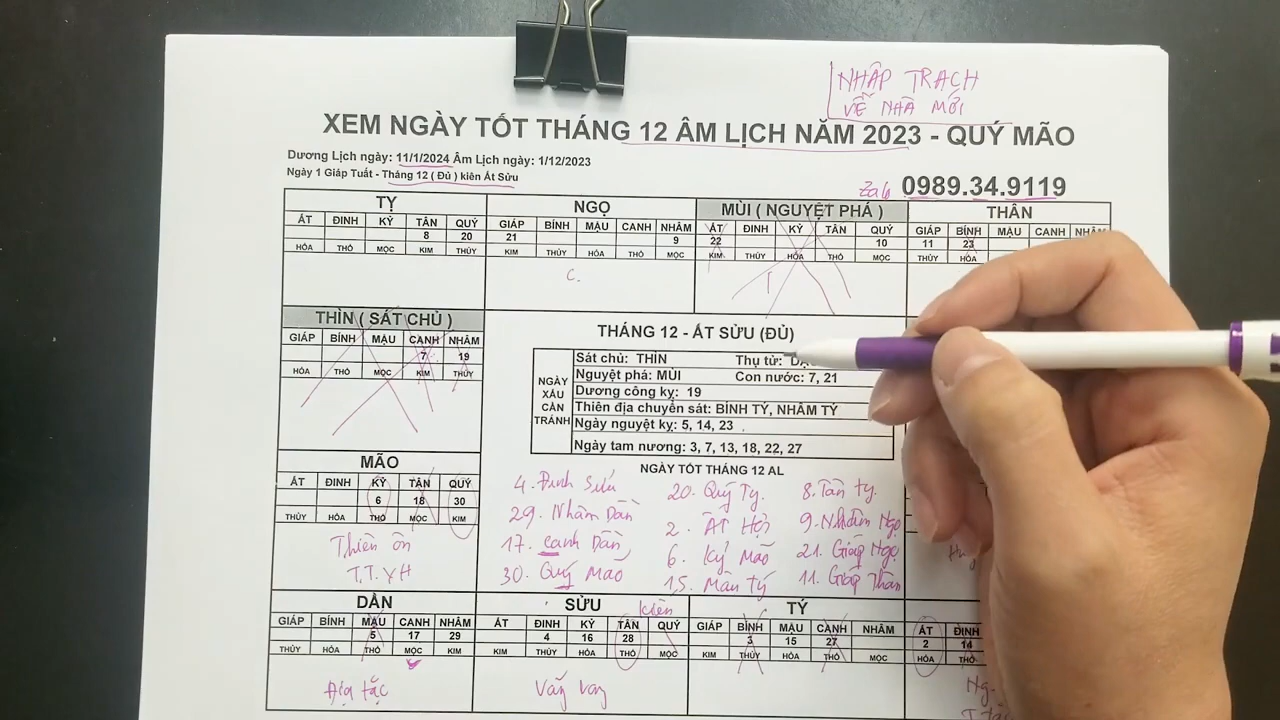 NHẬP TRẠCH
VỀ NHÀ MỚI
XEM NGÀY TỐT THÁNG 12 ÂM LỊCH NĂM 2023 - QUÝ MÃO
Dương Lịch ngày: 11/1/2024 Âm Lịch ngày: 1/12/2023
Ngày 1 Giáp Tuất - Tháng 12 ( Đủ ) kiên Ất Sửu
Zalo 0989.34.9119
TỴ
ẤT ĐINH KỶ TÂN QUÝ
8 20
HỎA THỔ MỘC KIM THỦY
NGỌ
GIÁP BÍNH MẬU CANH NHÂM
21 9
KIM THỦY HỎA THỔ MỘC
C.
MÙI ( NGUYỆT PHÁ )
ẤT ĐINH KỶ TÂN QUÝ
22 10
KIM THỦY HỎA THỔ MỘC
THÂN
GIÁP BÍNH MẬU CANH NHÂM
11 23
THỦY HỎA
THÌN ( SÁT CHỦ )
GIÁP BÍNH MẬU CANH NHÂM
7 19
HỎA THỔ MỘC KIM THỦY
THÁNG 12 - ẤT SỬU (ĐỦ)
NGÀY XẤU CẦN TRÁNH
Sát chủ: THÌN Thụ tử:
Nguyệt phá: MÙI Con nước: 7, 21
Dương công kỵ: 19
Thiên địa chuyển sát: BÍNH TÝ, NHÂM TÝ
Ngày nguyệt kỵ: 5, 14, 23
Ngày tam nương: 3, 7, 13, 18, 22, 27
MÃO
ẤT ĐINH KỶ TÂN QUÝ
6 18 30
THỦY HỎA THỔ MỘC KIM
Thiên ôn
T.T.YH
NGÀY TỐT THÁNG 12 AL
4. Đinh Sửu 20. Quý Tỵ. 8. Tân Tỵ.
29. Nhâm Dần 2. Ất Hợi 9. Nhâm Ngọ
17. Canh Dần 6. Kỷ Mão 21. Giáp Ngọ
30. Quý Mão 15. Mậu Tý 11. Giáp Thân
DẦN
GIÁP BÍNH MẬU CANH NHÂM
5 17 29
THỦY HỎA THỔ MỘC KIM
Địa tặc
SỬU
kiên
ẤT ĐINH KỶ TÂN QUÝ
4 16 28
KIM THỦY HỎA THỔ MỘC
Vãng vong
TÝ
GIÁP BÍNH MẬU CANH NHÂM
3 15 27
KIM THỦY HỎA THỔ MỘC
ẤT ĐINH
2 14
HỎA THỔ